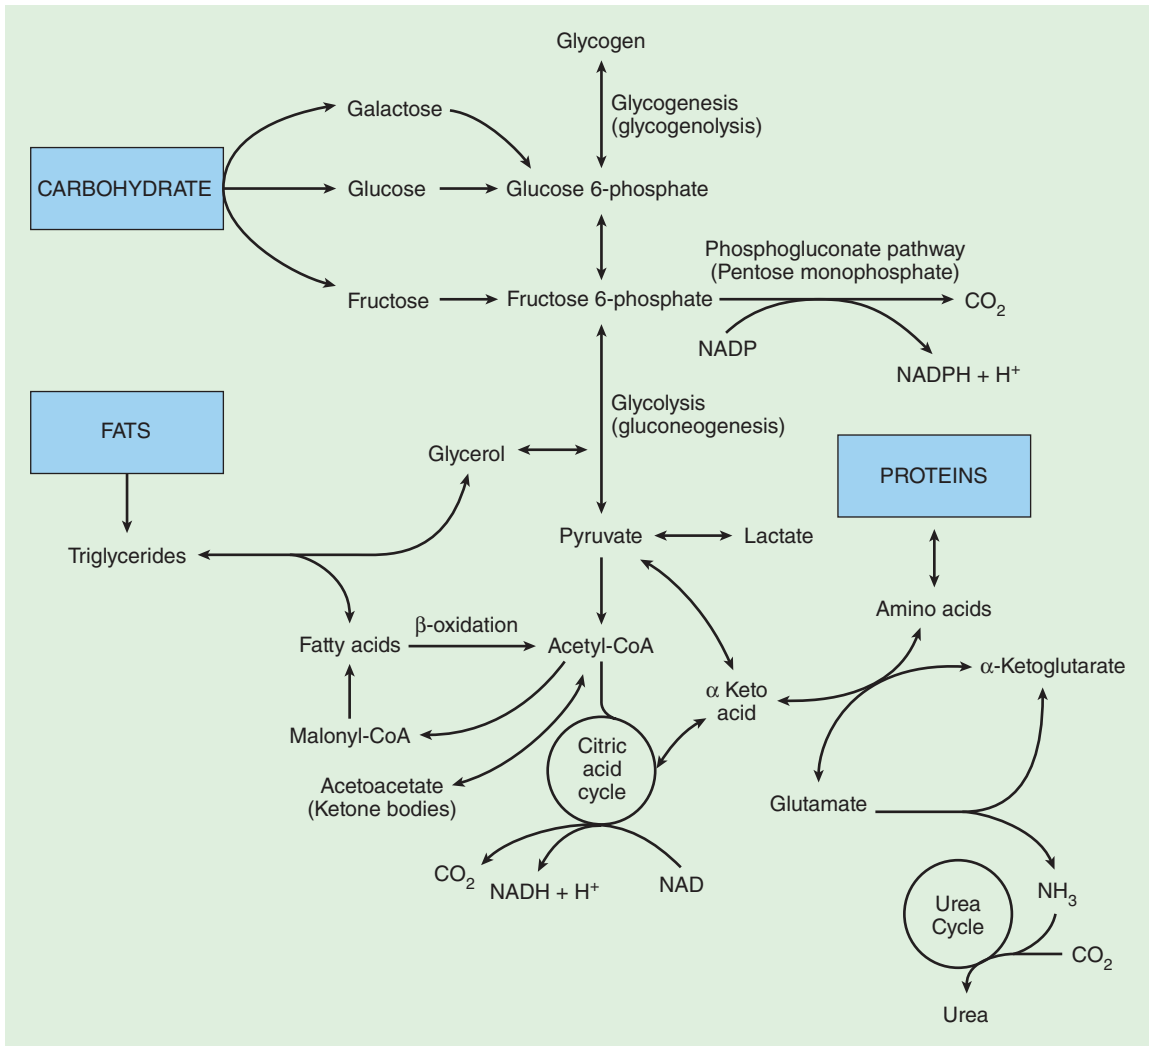 Glycogen
Glycogenesis
(glycogenolysis)
Galactose
CARBOHYDRATE
Glucose
Glucose 6-phosphate
Phosphogluconate pathway
(Pentose monophosphate)
Fructose
Fructose 6-phosphate
CO₂
NADP
NADPH + H⁺
FATS
Glycolysis
(gluconeogenesis)
Glycerol
PROTEINS
Triglycerides
Pyruvate
Lactate
Amino acids
Fatty acids
β-oxidation
Acetyl-CoA
α-Ketoglutarate
α Keto
acid
Malonyl-CoA
Citric
acid
cycle
Acetoacetate
(Ketone bodies)
Glutamate
CO₂
NADH + H⁺
NAD
NH₃
Urea
Cycle
CO₂
Urea